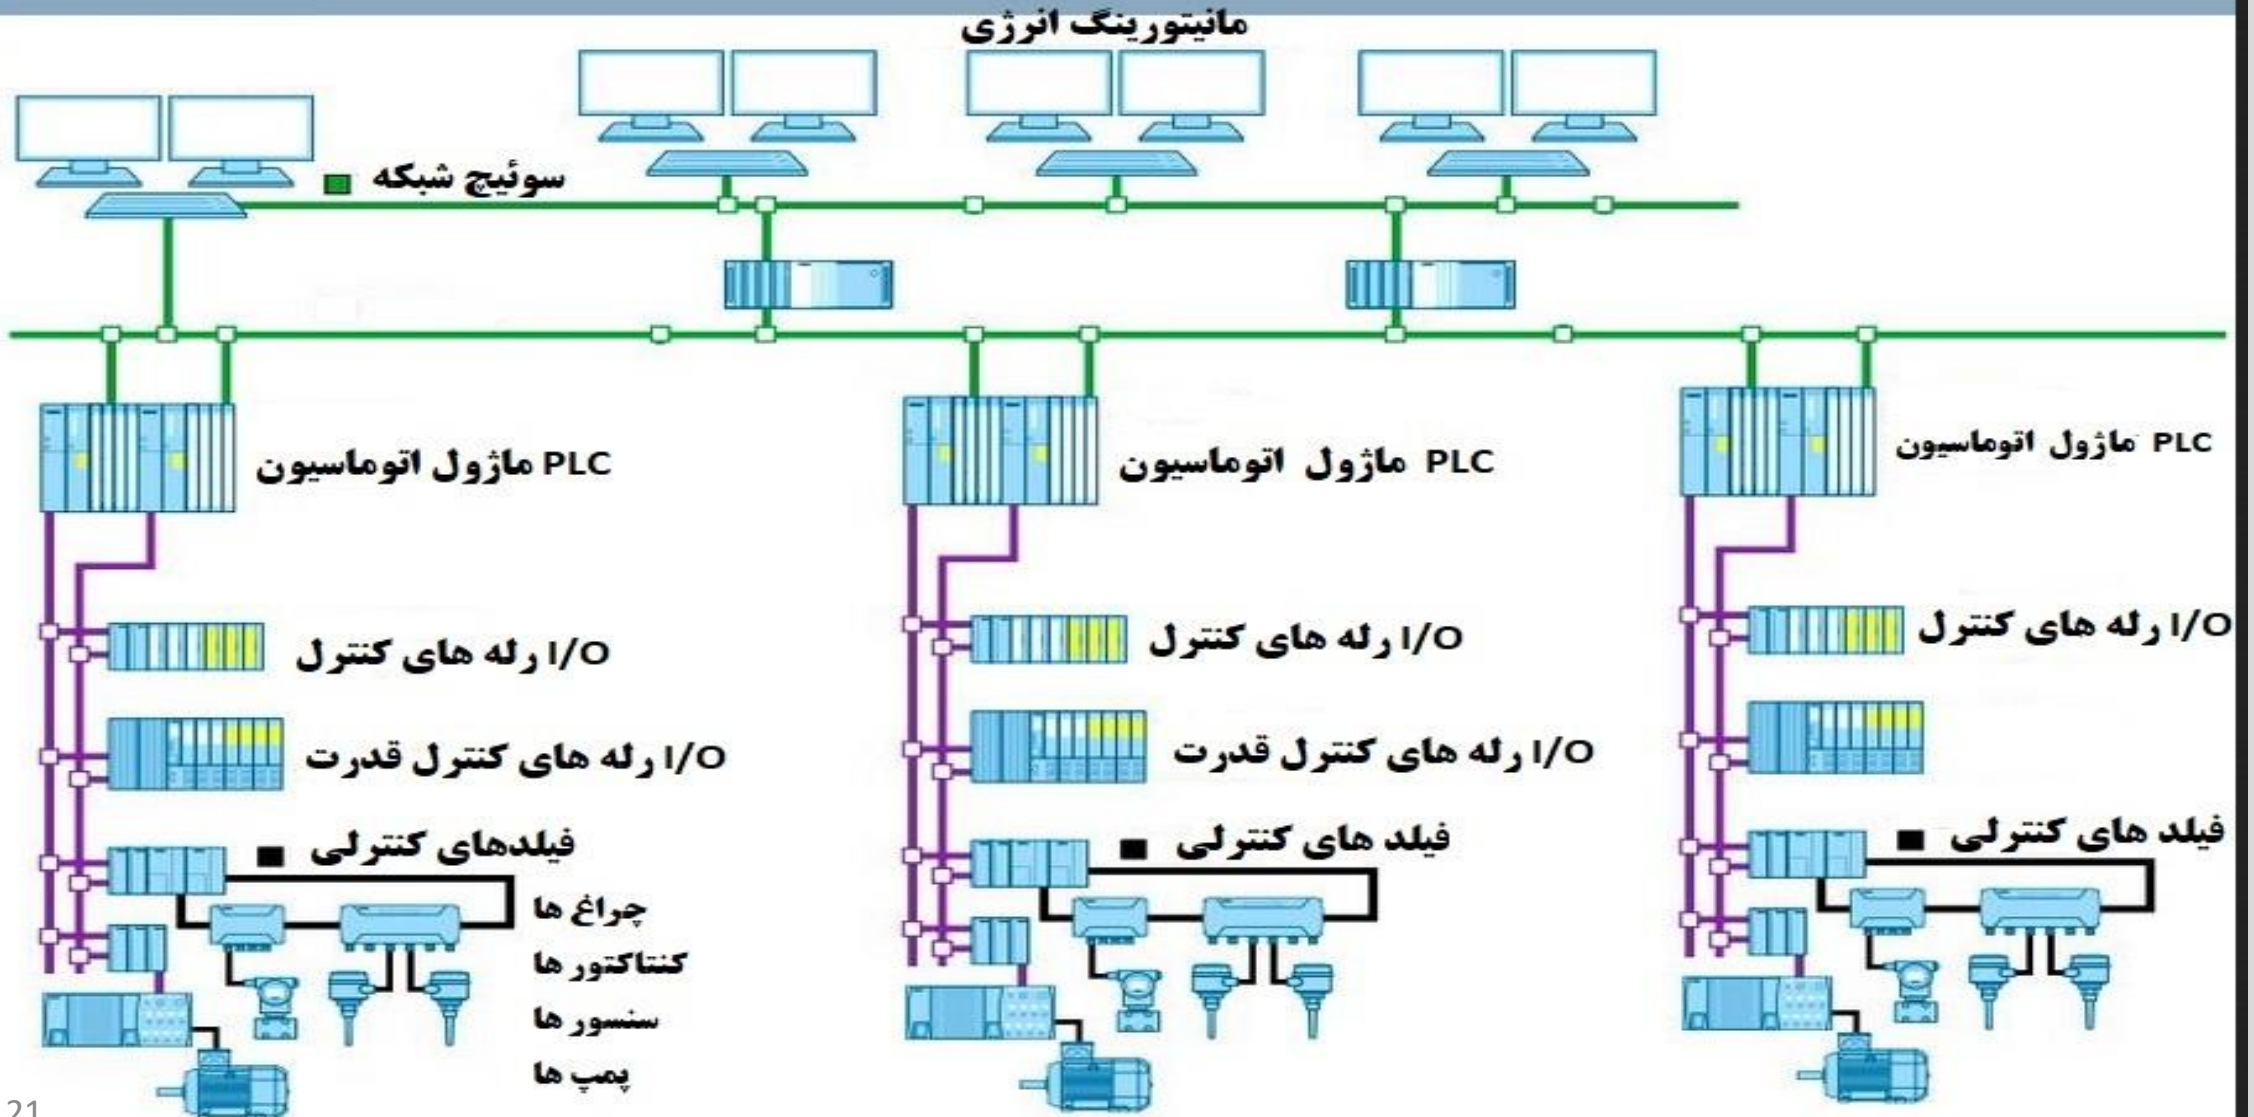 مانیتورینگ انرژی
سوئیچ شبکه
PLC ماژول اتوماسیون
PLC ماژول اتوماسیون
PLC ماژول اتوماسیون
I/O رله های کنترل
I/O رله های کنترل
I/O رله های کنترل
I/O رله های کنترل قدرت
I/O رله های کنترل قدرت
فیلدهای کنترلی
فیلد های کنترلی
فیلد های کنترلی
چراغ ها
کنتاکتور ها
سنسور ها
پمپ ها
21